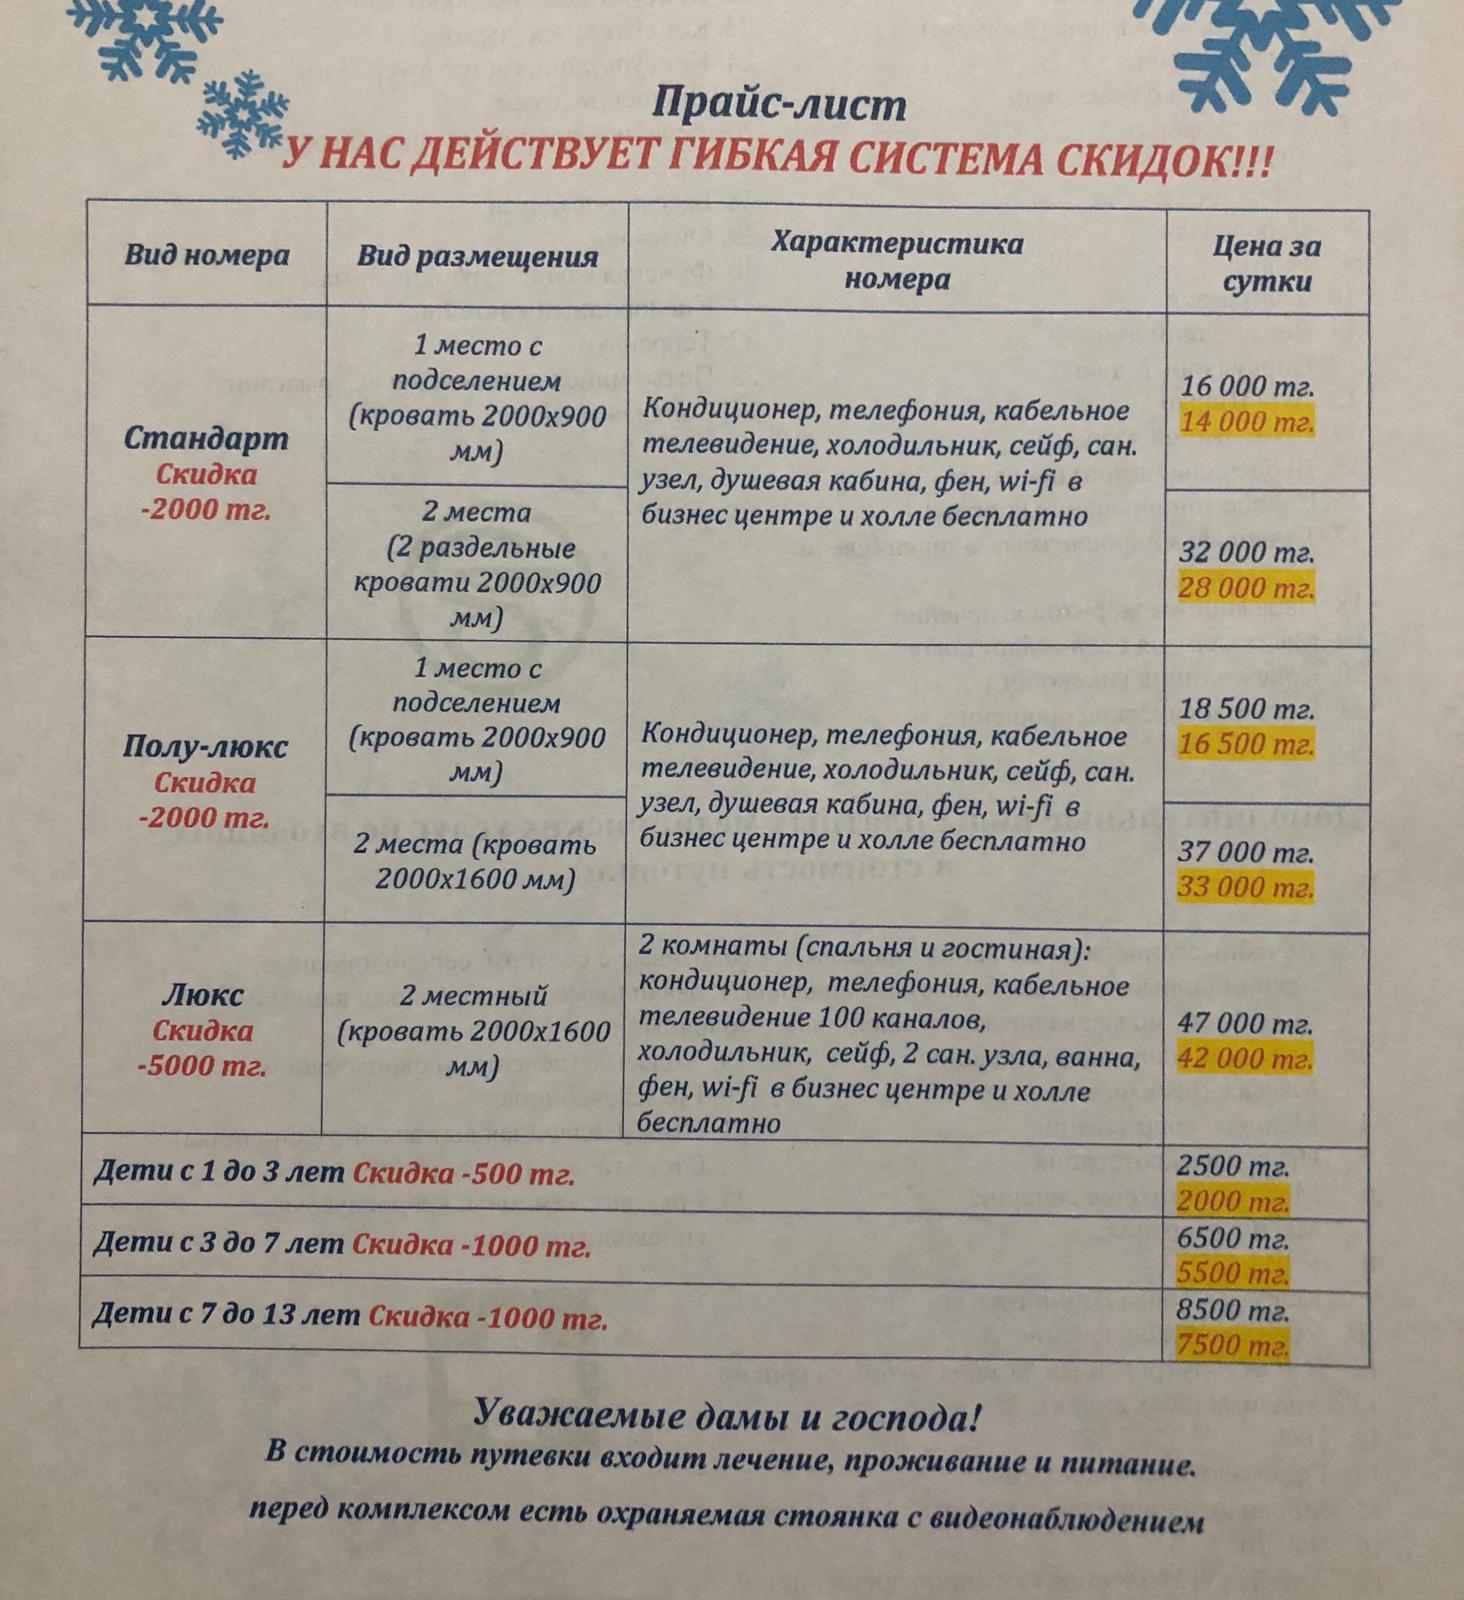 Прайс-лист
У НАС ДЕЙСТВУЕТ ГИБКАЯ СИСТЕМА СКИДОК!!!
Вид номера
Вид размещения
Характеристика
номера
Цена за
сутки
Стандарт
Скидка
-2000 тг.
1 место с
подселением
(кровать 2000х900
мм)
Кондиционер, телефония, кабельное
телевидение, холодильник, сейф, сан.
узел, душевая кабина, фен, wi-fi в
бизнес центре и холле бесплатно
16 000 тг.
14 000 тг.
2 места
(2 раздельные
кровати 2000х900
мм)
32 000 тг.
28 000 тг.
Полу-люкс
Скидка
-2000 тг.
1 место с
подселением
(кровать 2000х900
мм)
Кондиционер, телефония, кабельное
телевидение, холодильник, сейф, сан.
узел, душевая кабина, фен, wi-fi в
бизнес центре и холле бесплатно
18 500 тг.
16 500 тг.
2 места (кровать
2000х1600 мм)
37 000 тг.
33 000 тг.
Люкс
Скидка
-5000 тг.
2 местный
(кровать 2000х1600
мм)
2 комнаты (спальня и гостиная):
кондиционер, телефония, кабельное
телевидение 100 каналов,
холодильник, сейф, 2 сан. узла, ванна,
фен, wi-fi в бизнес центре и холле
бесплатно
47 000 тг.
42 000 тг.
Дети с 1 до 3 лет Скидка -500 тг.
2500 тг.
2000 тг.
Дети с 3 до 7 лет Скидка -1000 тг.
6500 тг.
5500 тг.
Дети с 7 до 13 лет Скидка -1000 тг.
8500 тг.
7500 тг.
Уважаемые дамы и господа!
В стоимость путевки входит лечение, проживание и питание.
перед комплексом есть охраняемая стоянка с видеонаблюдением